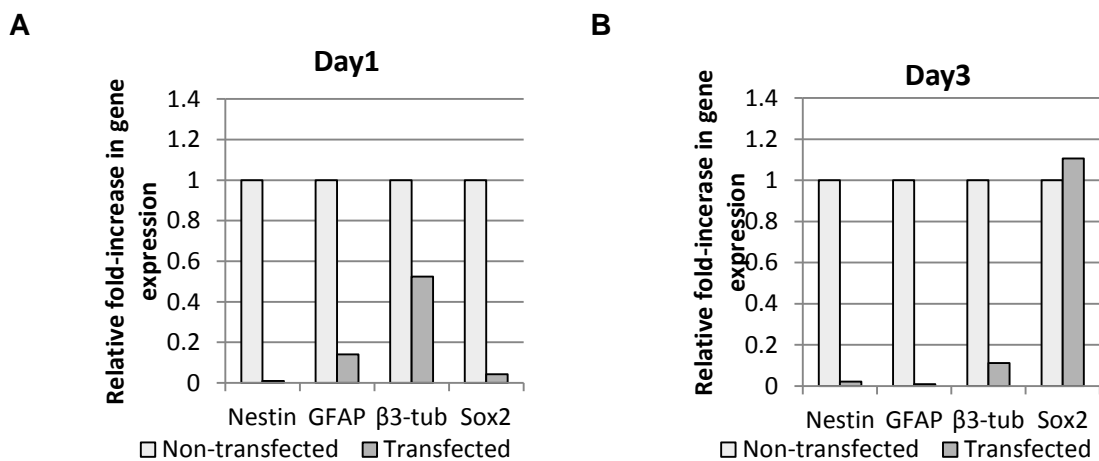 A
Day1
Relative fold-increase in gene
expression
1.4
1.2
1
0.8
0.6
0.4
0.2
0
Nestin GFAP β3-tub Sox2
Non-transfected Transfected
B
Day3
Relative fold-incerase in gene
expression
1.4
1.2
1
0.8
0.6
0.4
0.2
0
Nestin GFAP β3-tub Sox2
Non-transfected Transfected